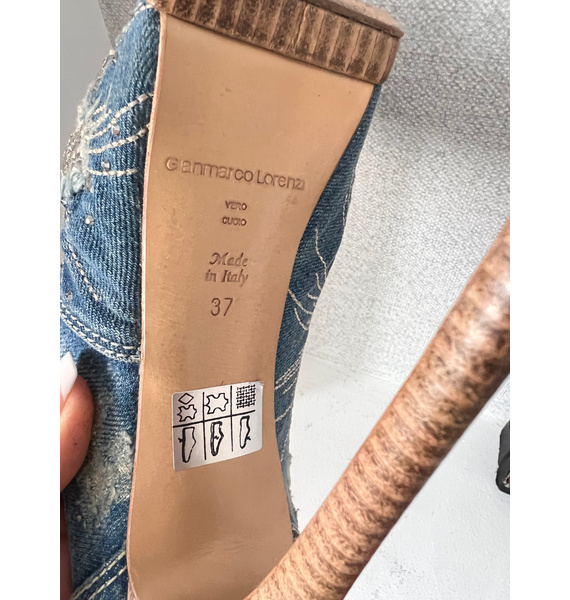 Gianmarco Lorenzi
VERO
CUOIO
Made
in Italy
37